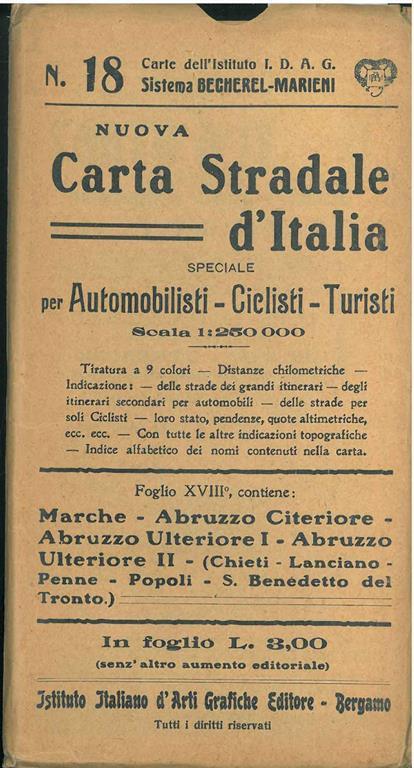 N. 18 Carte dell'Istituto I. D. A. G.
Sistema BECHEREL-MARIENI
NUOVA
Carta Stradale
d'Italia
SPECIALE
per Automobilisti - Ciclisti - Turisti
Scala 1:250 000
Tiratura a 9 colori — Distanze chilometriche —
Indicazione: — delle strade dei grandi itinerari — degli
itinerari secondari per automobili — delle strade per
soli Ciclisti — loro stato, pendenze, quote altimetriche,
ecc. ecc. — Con tutte le altre indicazioni topografiche
— Indice alfabetico dei nomi contenuti nella carta.
Foglio XVIIIº, contiene:
Marche - Abruzzo Citeriore -
Abruzzo Ulteriore I - Abruzzo
Ulteriore II - (Chieti - Lanciano -
Penne - Popoli - S. Benedetto del
Tronto.)
In foglio L. 3,00
(senz'altro aumento editoriale)
Istituto Italiano d'Arti Grafiche Editore - Bergamo
Tutti i diritti riservati